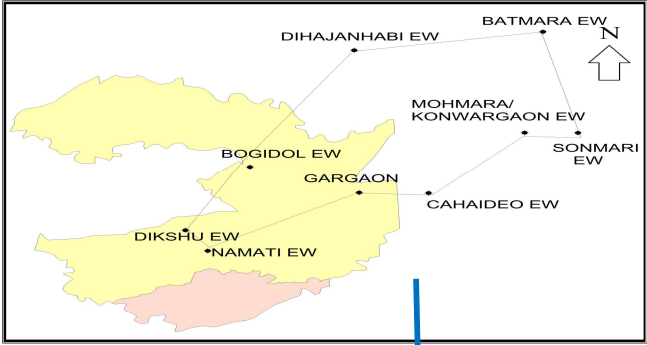 BATMARA EW
N
DIHAJANHABI EW
MOHMARA/
KONWARGAON EW
SONMARI
EW
BOGIDOL EW
GARGAON
CAHAIDEO EW
DIKSHU EW
NAMATI EW